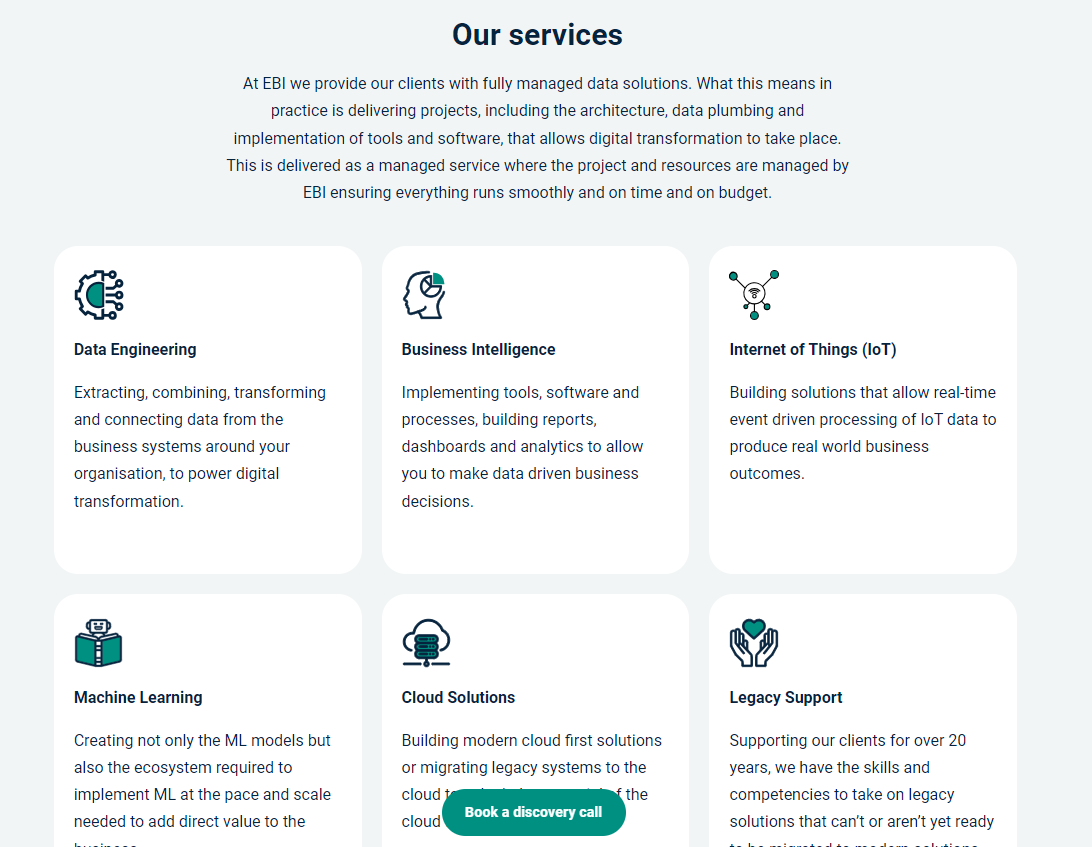 Our services
At EBI we provide our clients with fully managed data solutions. What this means in
practice is delivering projects, including the architecture, data plumbing and
implementation of tools and software, that allows digital transformation to take place.
This is delivered as a managed service where the project and resources are managed by
EBI ensuring everything runs smoothly and on time and on budget.
Data Engineering
Extracting, combining, transforming
and connecting data from the
business systems around your
organisation, to power digital
transformation.
Business Intelligence
Implementing tools, software and
processes, building reports,
dashboards and analytics to allow
you to make data driven business
decisions.
Internet of Things (IoT)
Building solutions that allow real-time
event driven processing of IoT data to
produce real world business
outcomes.
Machine Learning
Creating not only the ML models but
also the ecosystem required to
implement ML at the pace and scale
needed to add direct value to the
business.
Cloud Solutions
Building modern cloud first solutions
or migrating legacy systems to the
cloud of the
cloud
Legacy Support
Supporting our clients for over 20
years, we have the skills and
competencies to take on legacy
solutions that can’t or aren’t yet ready
to be migrated to modern solutions
Book a discovery call